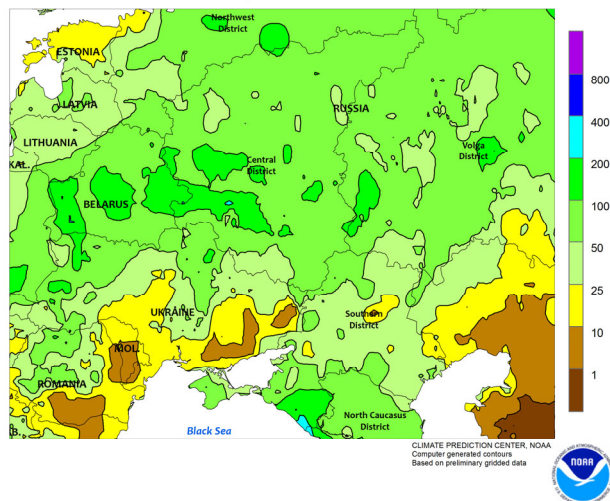 Northwest
District
ESTONIA
LATVIA
RUSSIA
LITHUANIA
Volga
District
KAL.
Central
District
BELARUS
L
UKRAINE
Southern
District
MOL.
ROMANIA
North Caucasus
District
B.
Black Sea
800
400
200
100
50
25
10
1
CLIMATE PREDICTION CENTER, NOAA
Computer generated contours
Based on preliminary gridded data
NOAA